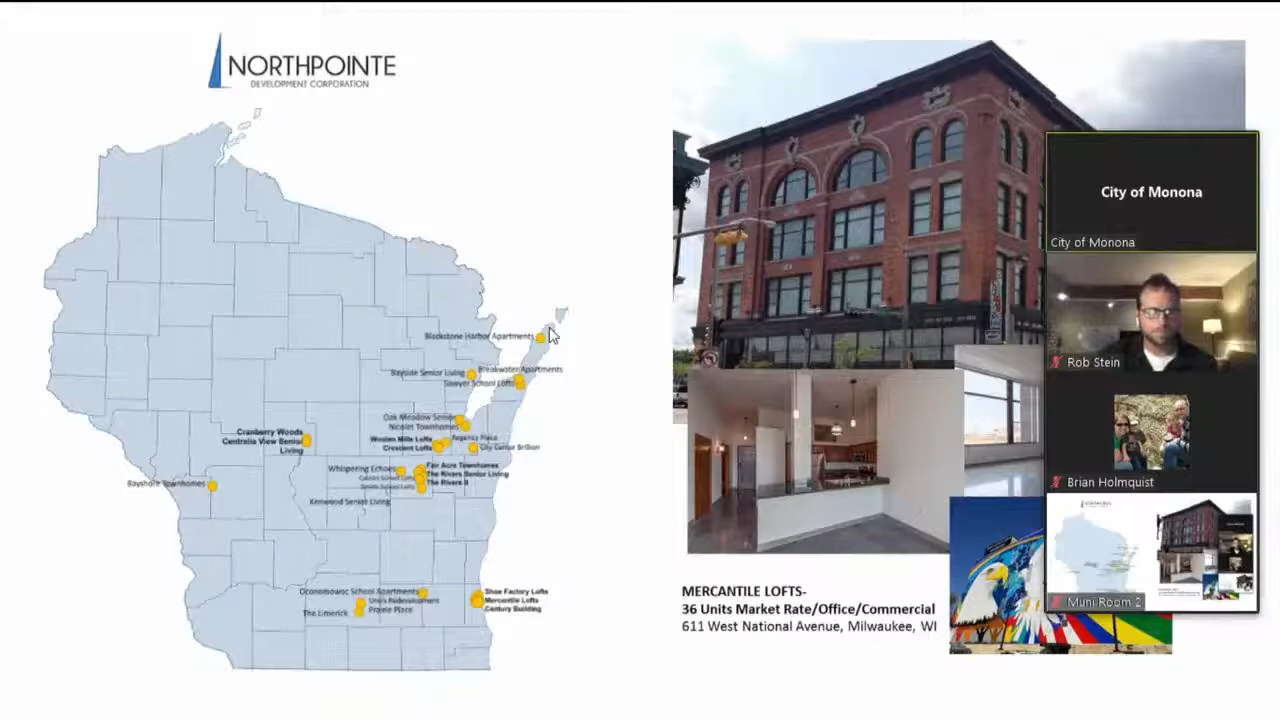 NORTHPOINTE
DEVELOPMENT CORPORATION
Blackstone Harbor Apartments
Bayside Senior Living
Breakwater Apartments
Sawyer School Lofts
Oak Meadow Senior
Nicolet Townhomes
Cranberry Woods
Centralia View Senior
Living
Woolen Mills Lofts
Crescent Lofts
Regency Place
City Center Brillion
Whispering Echoes
Fair Acre Townhomes
The Rivers Senior Living
The Rivers II
Bayshore Townhomes
Kenwood Senior Living
Oconomowoc School Apartments
Prairie Place
The Limerick
Shoe Factory Lofts
Mercantile Lofts
Century Building
MERCANTILE LOFTS-
36 Units Market Rate/Office/Commercial
611 West National Avenue, Milwaukee, WI
City of Monona
City of Monona
Rob Stein
Brian Holmquist
Muni Room 2